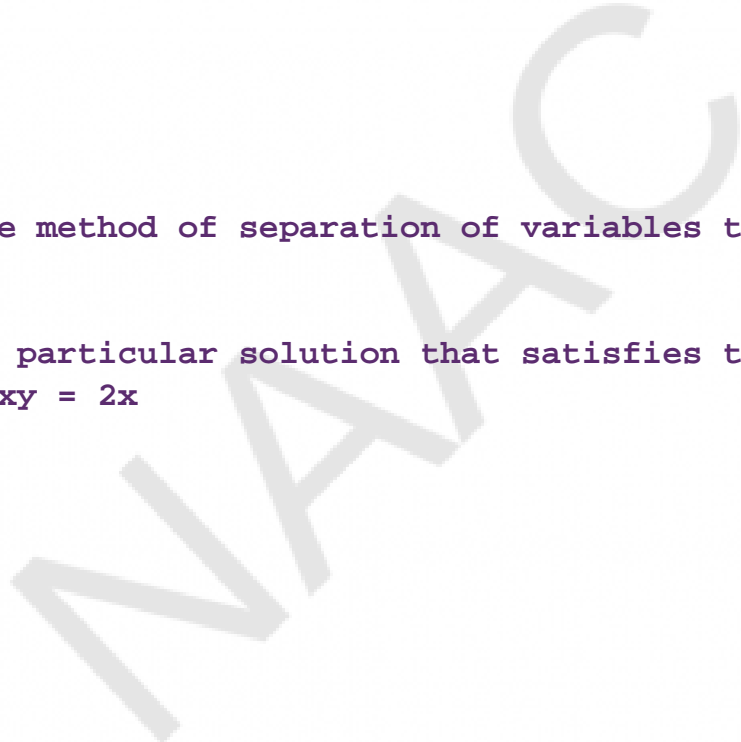 e method of separation of variables t
particular solution that satisfies t
xy = 2x
NAAC